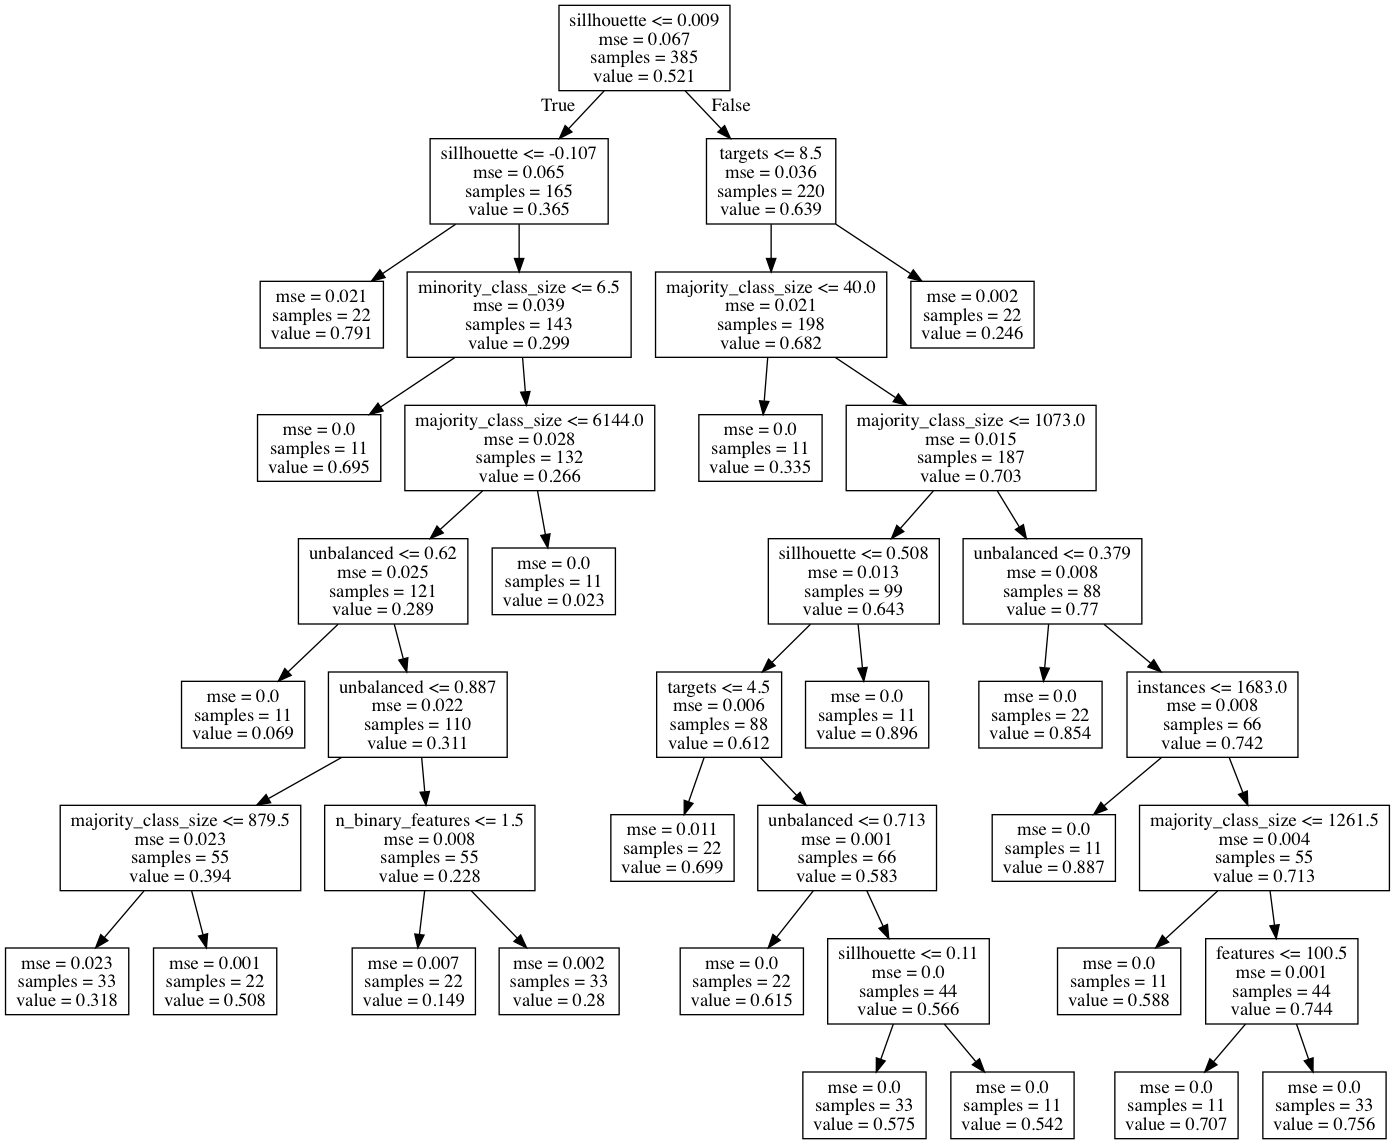 sillhouette <= 0.009
mse = 0.067
samples = 385
value = 0.521
True
False
sillhouette <= -0.107
mse = 0.065
samples = 165
value = 0.365
targets <= 8.5
mse = 0.036
samples = 220
value = 0.639
mse = 0.021
samples = 22
value = 0.791
minority_class_size <= 6.5
mse = 0.039
samples = 143
value = 0.299
majority_class_size <= 40.0
mse = 0.021
samples = 198
value = 0.682
mse = 0.002
samples = 22
value = 0.246
mse = 0.0
samples = 11
value = 0.695
majority_class_size <= 6144.0
mse = 0.028
samples = 132
value = 0.266
mse = 0.0
samples = 11
value = 0.335
majority_class_size <= 1073.0
mse = 0.015
samples = 187
value = 0.703
unbalanced <= 0.62
mse = 0.025
samples = 121
value = 0.289
mse = 0.0
samples = 11
value = 0.023
sillhouette <= 0.508
mse = 0.013
samples = 99
value = 0.643
unbalanced <= 0.379
mse = 0.008
samples = 88
value = 0.77
mse = 0.0
samples = 11
value = 0.069
unbalanced <= 0.887
mse = 0.022
samples = 110
value = 0.311
targets <= 4.5
mse = 0.006
samples = 88
value = 0.612
mse = 0.0
samples = 11
value = 0.896
mse = 0.0
samples = 22
value = 0.854
instances <= 1683.0
mse = 0.008
samples = 66
value = 0.742
majority_class_size <= 879.5
mse = 0.023
samples = 55
value = 0.394
n_binary_features <= 1.5
mse = 0.008
samples = 55
value = 0.228
mse = 0.011
samples = 22
value = 0.699
unbalanced <= 0.713
mse = 0.001
samples = 66
value = 0.583
mse = 0.0
samples = 11
value = 0.887
majority_class_size <= 1261.5
mse = 0.004
samples = 55
value = 0.713
mse = 0.023
samples = 33
value = 0.318
mse = 0.001
samples = 22
value = 0.508
mse = 0.007
samples = 22
value = 0.149
mse = 0.002
samples = 33
value = 0.28
mse = 0.0
samples = 22
value = 0.615
sillhouette <= 0.11
mse = 0.0
samples = 44
value = 0.566
mse = 0.0
samples = 11
value = 0.588
features <= 100.5
mse = 0.001
samples = 44
value = 0.744
mse = 0.0
samples = 33
value = 0.575
mse = 0.0
samples = 11
value = 0.542
mse = 0.0
samples = 11
value = 0.707
mse = 0.0
samples = 33
value = 0.756